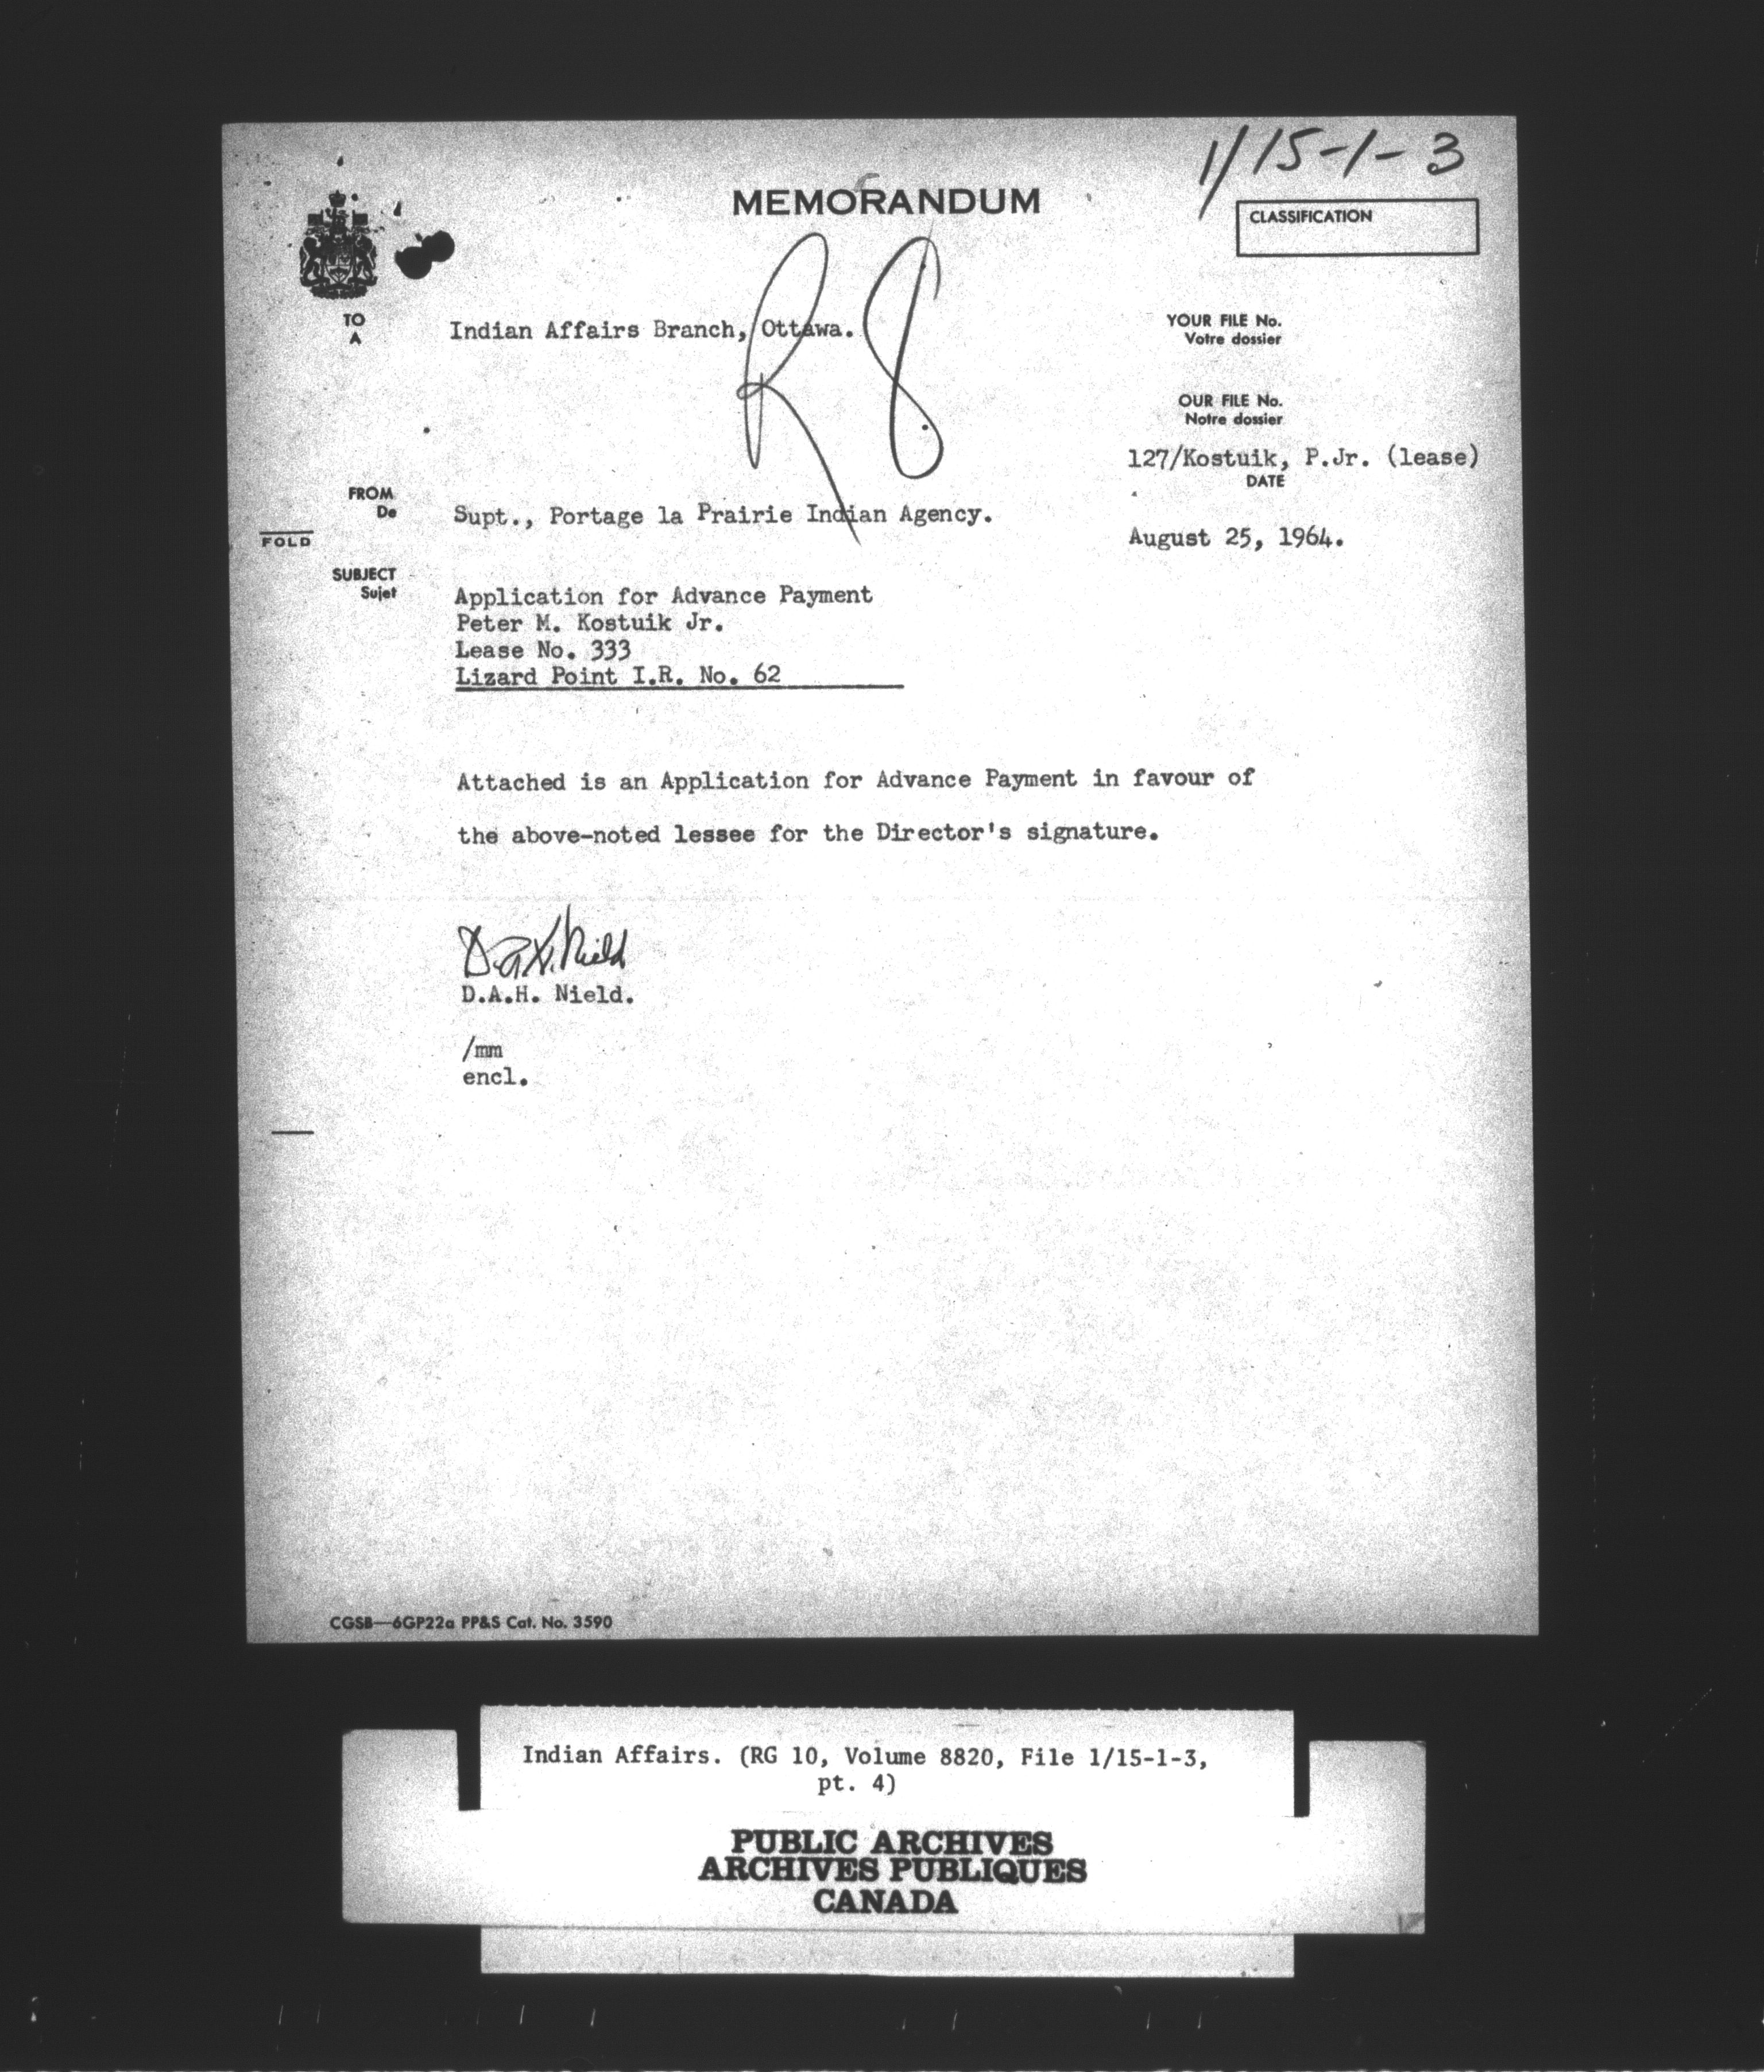 1/15-1-3
MEMORANDUM
CLASSIFICATION
TO
A
Indian Affairs Branch, Ottawa.
R8
YOUR FILE No.
Votre dossier
OUR FILE No.
Notre dossier
127/Kostuik, P.Jr. (lease)
DATE
FROM
De
Supt., Portage la Prairie Indian Agency.
August 25, 1964.
FOLD
SUBJECT
Sujet
Application for Advance Payment
Peter M. Kostuik Jr.
Lease No. 333
Lizard Point I.R. No. 62
Attached is an Application for Advance Payment in favour of
the above-noted lessee for the Director's signature.
D.A.H. Nield
D.A.H. Nield.
/mm
encl.
CGSB—6GP22a PP&S Cat. No. 3590
Indian Affairs. (RG 10, Volume 8820, File 1/15-1-3,
pt. 4)
PUBLIC ARCHIVES
ARCHIVES PUBLIQUES
CANADA